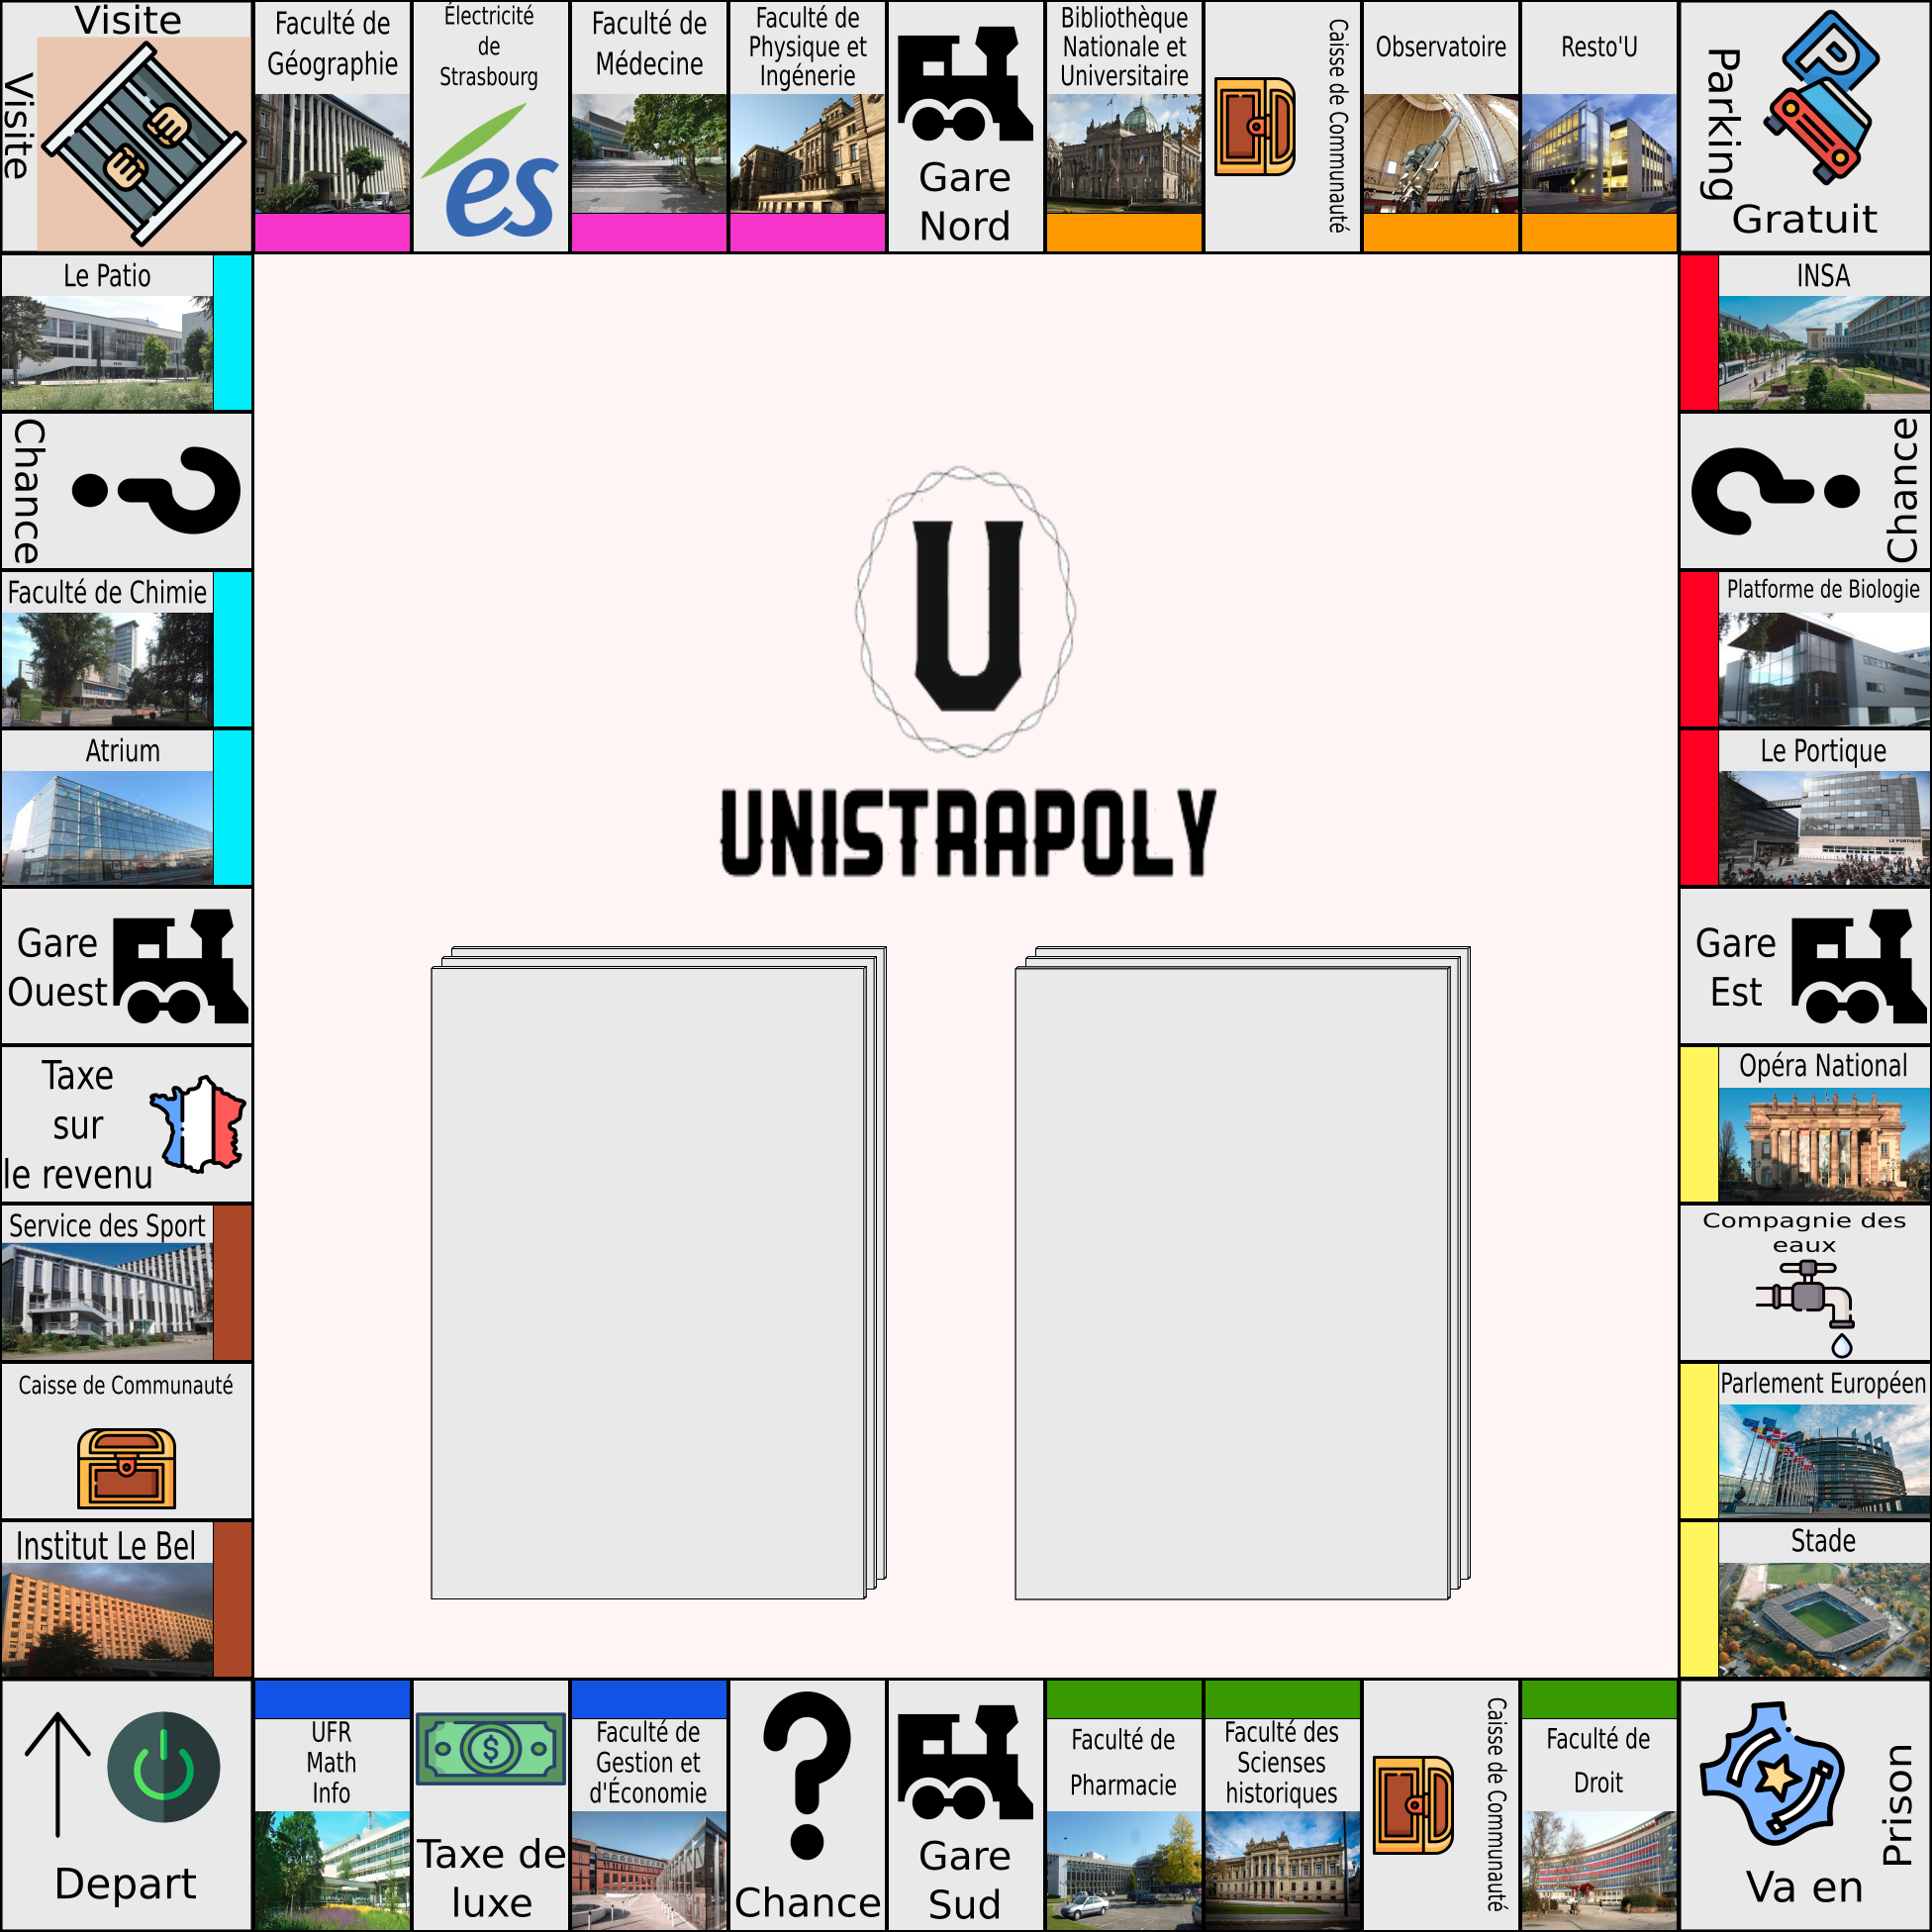 Visite
Visite
Faculté de
Géographie
Électricité
de
Strasbourg
es
Faculté de
Médecine
Faculté de
Physique et
Ingénerie
Gare
Nord
Bibliothèque
Nationale et
Universitaire
Caisse de Communauté
Observatoire
Resto'U
P
Parking
Gratuit
Le Patio
INSA
Chance
Chance
Faculté de Chimie
Platforme de Biologie
Atrium
Le Portique
LE PORTIQUE
U
UNISTRAPOLY
Gare
Ouest
Gare
Est
Taxe
sur
le revenu
Opéra National
Service des Sport
Compagnie des
eaux
Caisse de Communauté
Parlement Européen
Institut Le Bel
Stade
Depart
UFR
Math
Info
$
Taxe de
luxe
Faculté de
Gestion et
d'Économie
Chance
Gare
Sud
Faculté de
Pharmacie
Faculté des
Scienses
historiques
Caisse de Communauté
Faculté de
Droit
Va en
Prison